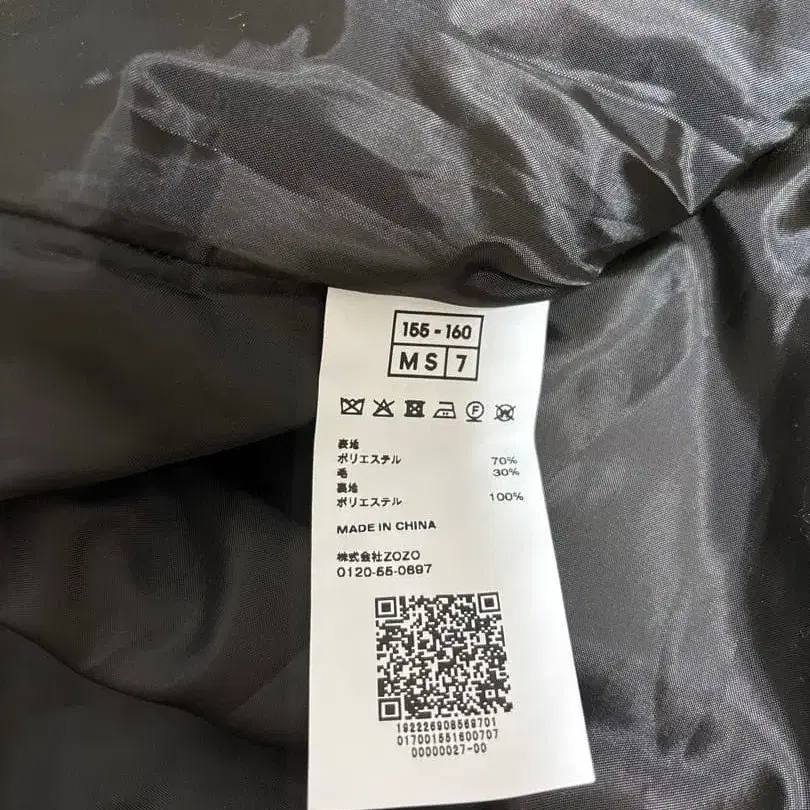 155-160
MS 7
表地
ポリエステル 70%
毛 30%
裏地
ポリエステル 100%
MADE IN CHINA
株式会社ZOZO
0120-55-0697
192226908569701
017001551600707
00000027-00